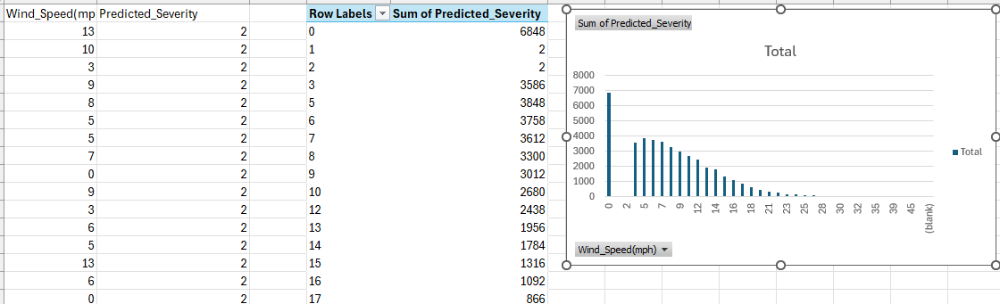 Wind_Speed(mp Predicted_Severity Row Labels Sum of Predicted_Severity
13 2 0 6848
10 2 1 2
3 2 2 2
9 2 3 3586
8 2 5 3848
5 2 6 3758
5 2 7 3612
7 2 8 3300
0 2 9 3012
9 2 10 2680
3 2 12 2438
6 2 13 1956
5 2 14 1784
13 2 15 1316
6 2 16 1092
0 2 17 866
Sum of Predicted_Severity
Total
8000
7000
6000
5000
4000
3000
2000
1000
0
0 2 5 7 9 12 14 16 18 21 23 25 28 30 32 35 39 45 (blank)
Total
Wind_Speed(mph)